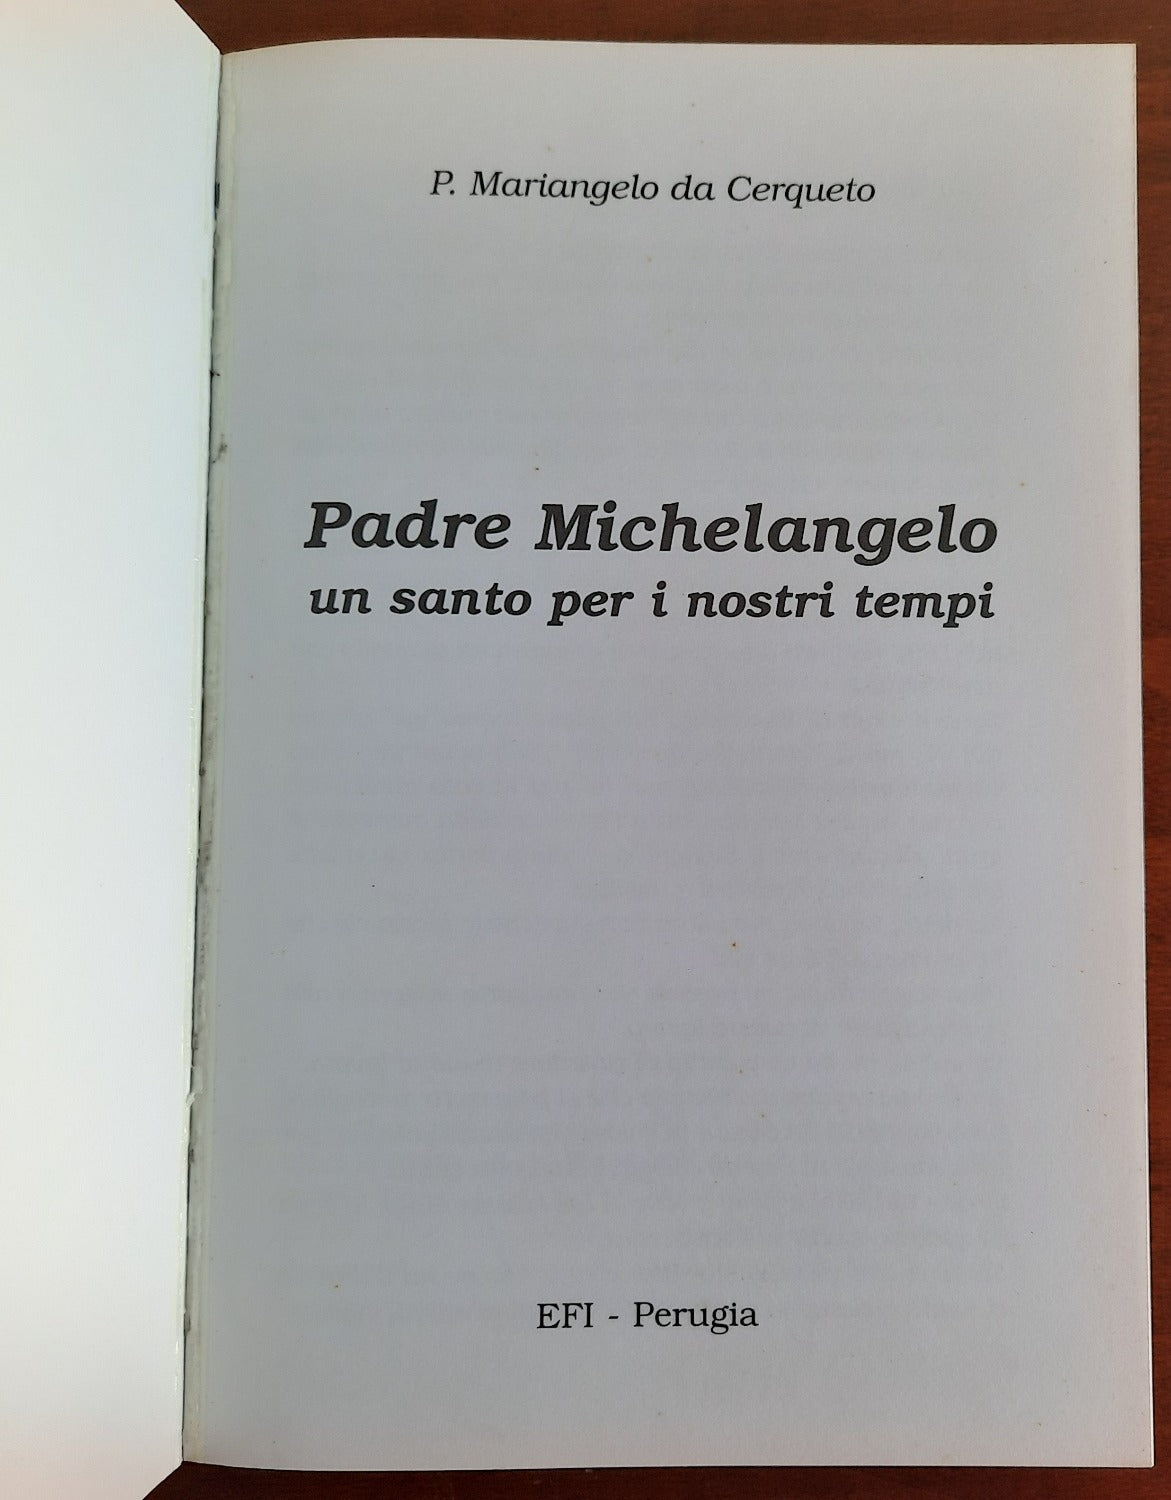 P. Mariangelo da Cerqueto
Padre Michelangelo
un santo per i nostri tempi
EFI - Perugia